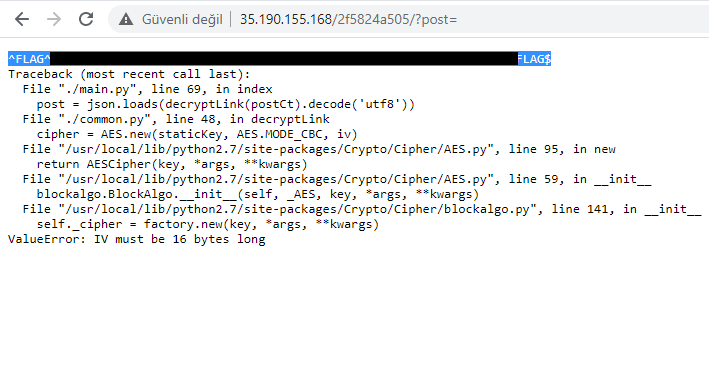 Güvenli değil | 35.190.155.168/2f5824a505/?post=
^FLAG^ FLAG$
Traceback (most recent call last):
  File "./main.py", line 69, in index
    post = json.loads(decryptLink(postCt).decode('utf8'))
  File "./common.py", line 48, in decryptLink
    cipher = AES.new(staticKey, AES.MODE_CBC, iv)
  File "/usr/local/lib/python2.7/site-packages/Crypto/Cipher/AES.py", line 95, in new
    return AESCipher(key, *args, **kwargs)
  File "/usr/local/lib/python2.7/site-packages/Crypto/Cipher/AES.py", line 59, in __init__
    blockalgo.BlockAlgo.__init__(self, _AES, key, *args, **kwargs)
  File "/usr/local/lib/python2.7/site-packages/Crypto/Cipher/blockalgo.py", line 141, in __init__
    self._cipher = factory.new(key, *args, **kwargs)
ValueError: IV must be 16 bytes long